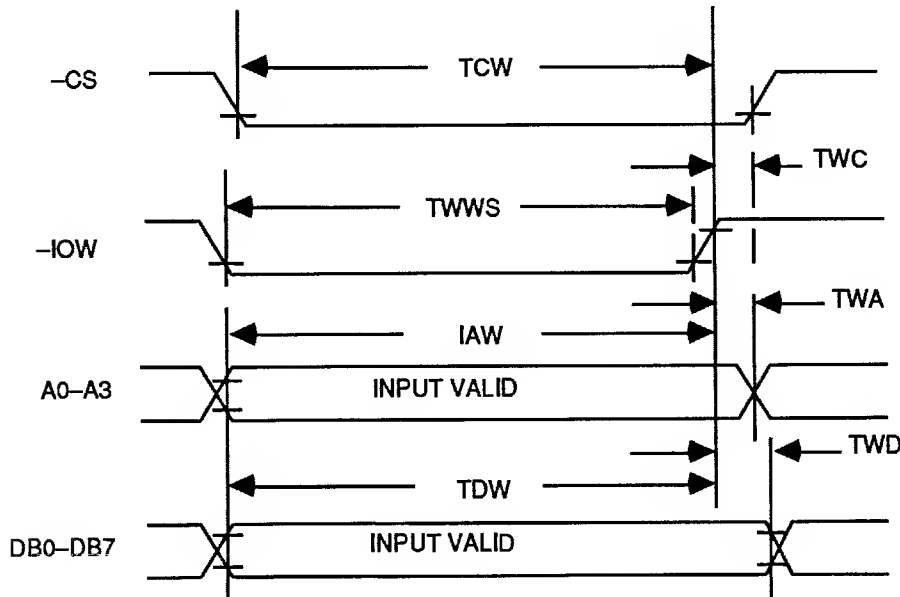 –CS
TCW
TWC
TWWS
–IOW
TWA
IAW
A0–A3
INPUT VALID
TWD
TDW
DB0–DB7
INPUT VALID